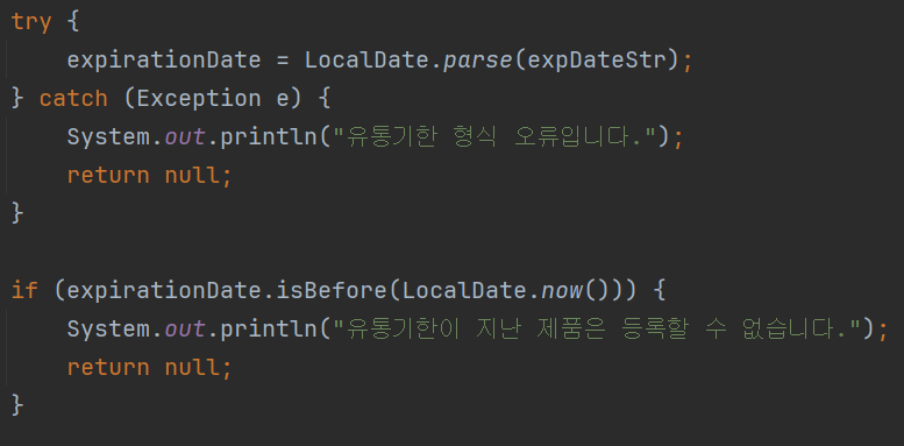 try {
expirationDate = LocalDate.parse(expDateStr);
} catch (Exception e) {
System.out.println("유통기한 형식 오류입니다.");
return null;
}
if (expirationDate.isBefore(LocalDate.now())) {
System.out.println("유통기한이 지난 제품은 등록할 수 없습니다.");
return null;
}